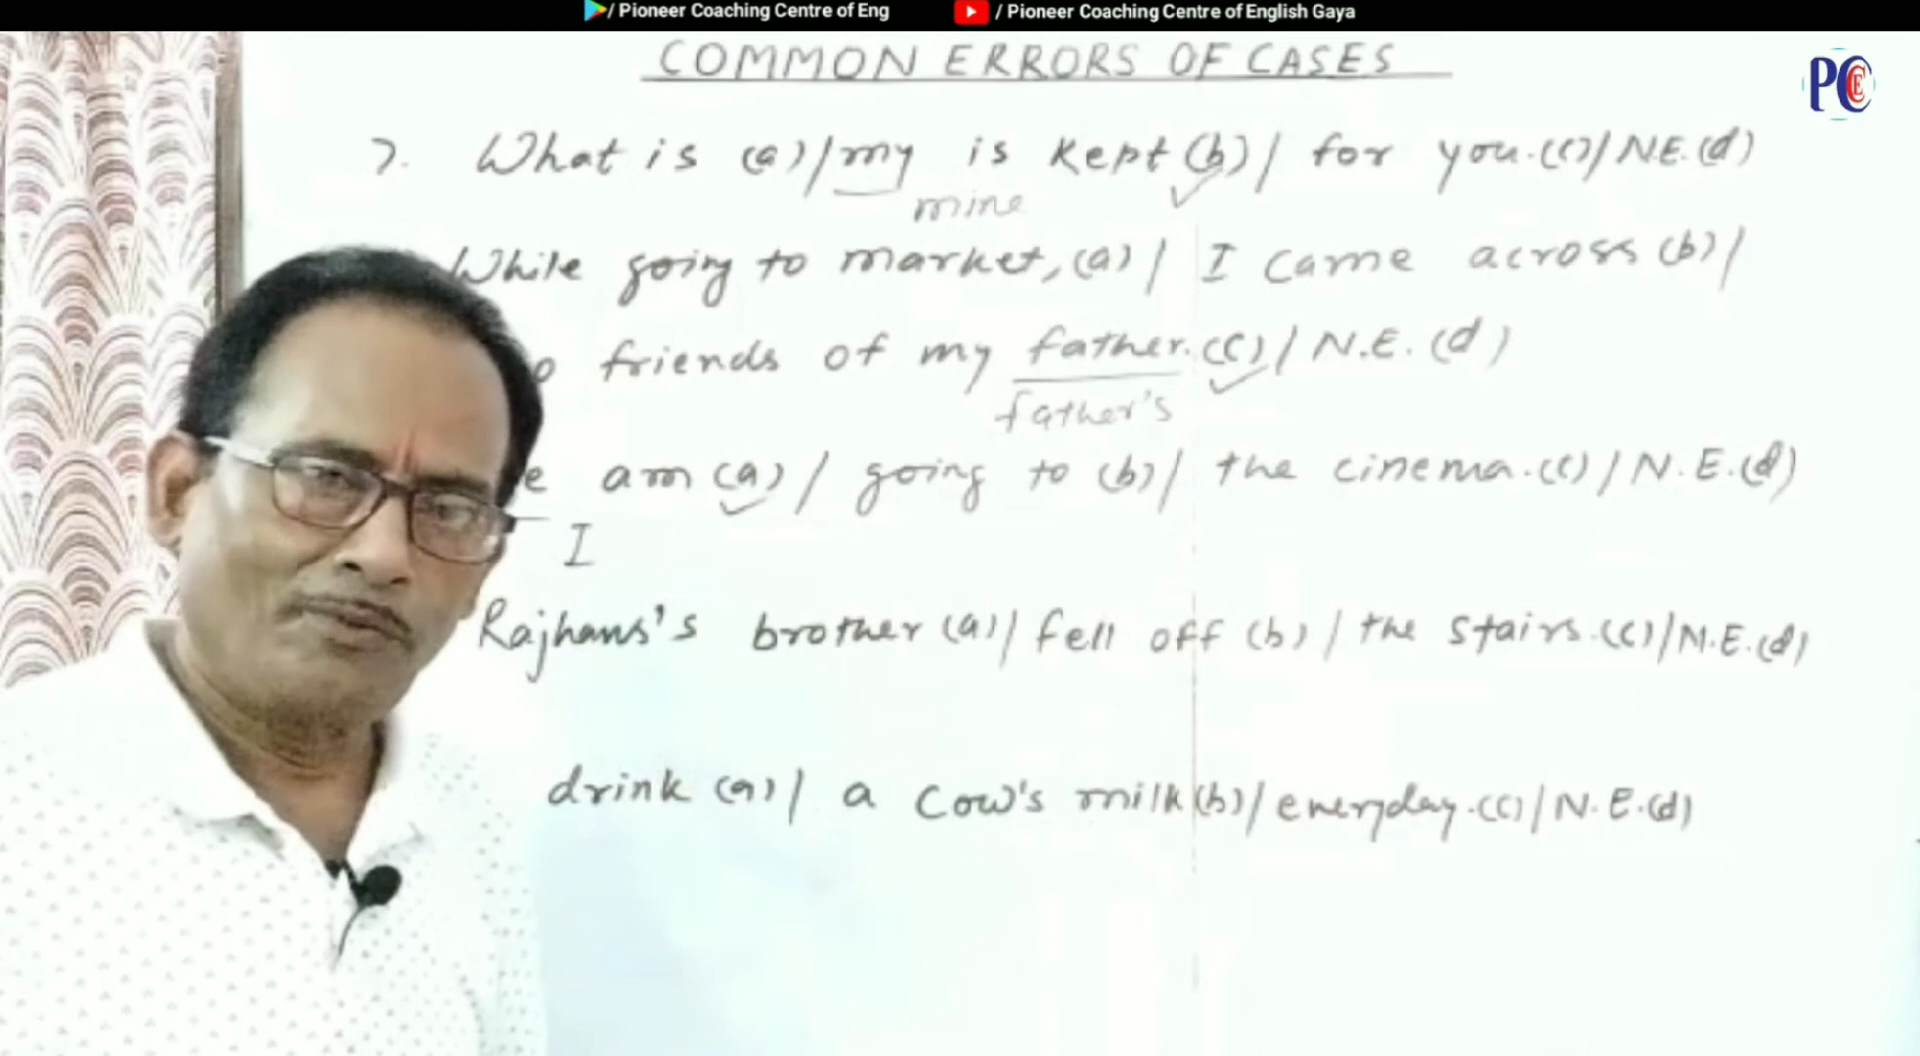 / Pioneer Coaching Centre of Eng / Pioneer Coaching Centre of English Gaya
PCCE
COMMON ERRORS OF CASES
7. What is (a)/ my is kept (b)/ for you. (c)/ N.E. (d)
mine
While going to market, (a)/ I came across (b)/
friends of my father. (c)/ N.E. (d)
father's
am (a)/ going to (b)/ the cinema. (c)/ N.E. (d)
I
Rajhans's brother (a)/ fell off (b)/ the stairs. (c)/ N.E. (d)
drink (a)/ a cow's milk (b)/ everyday. (c)/ N.E. (d)